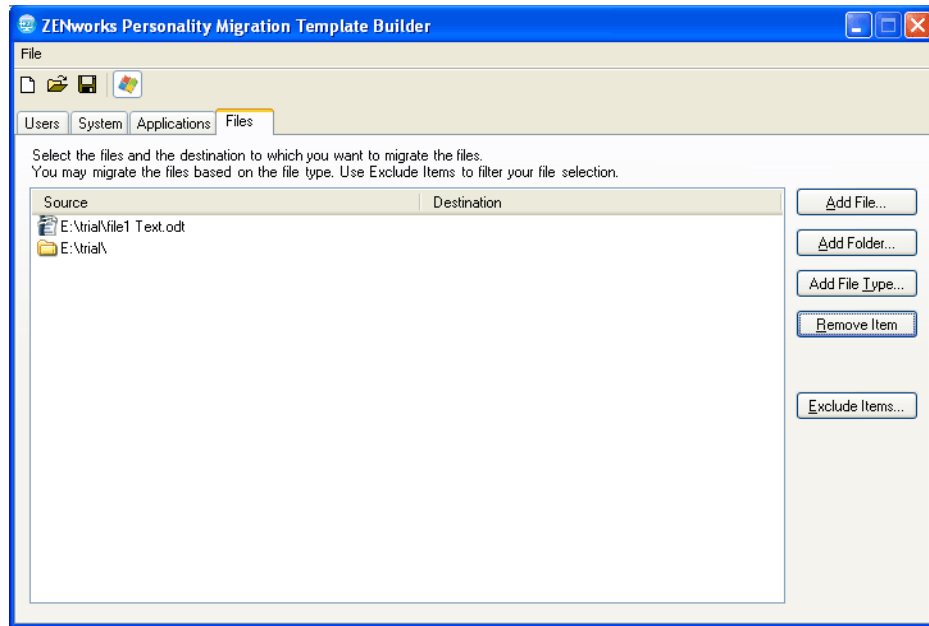 ZENworks Personality Migration Template Builder
File
Users System Applications Files
Select the files and the destination to which you want to migrate the files.
You may migrate the files based on the file type. Use Exclude Items to filter your file selection.
Source Destination
E:\trial\file1 Text.odt
E:\trial\
Add File...
Add Folder...
Add File Type...
Remove Item
Exclude Items...